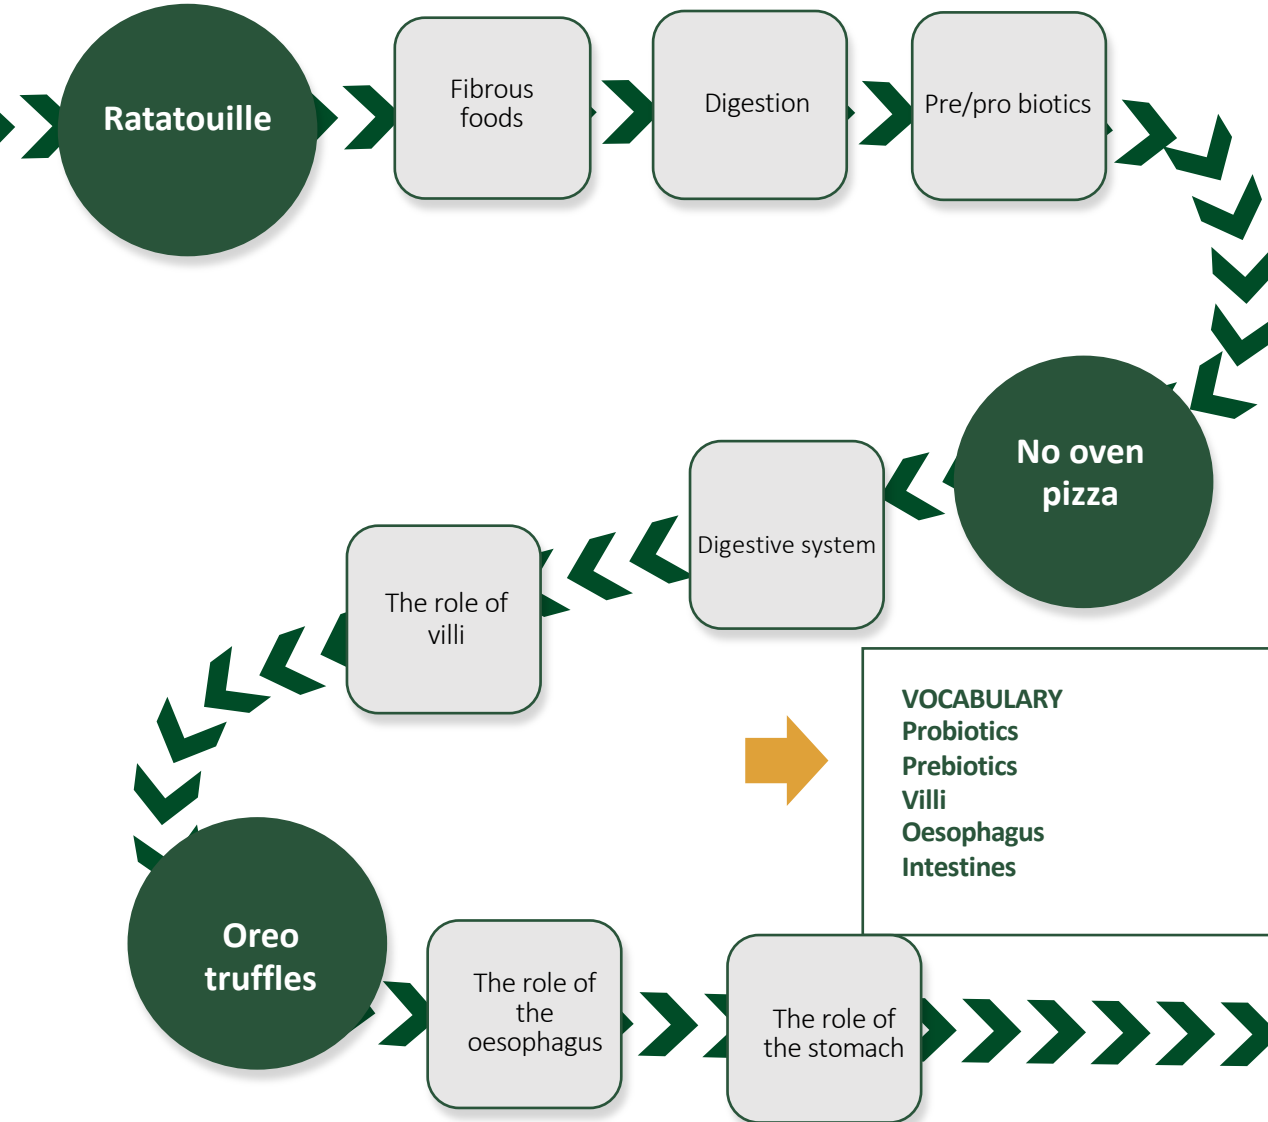 Ratatouille
Fibrous
foods
Digestion
Pre/pro biotics
No oven
pizza
Digestive system
The role of
villi
VOCABULARY
Probiotics
Prebiotics
Villi
Oesophagus
Intestines
Oreo
truffles
The role of
the
oesophagus
The role of
the stomach